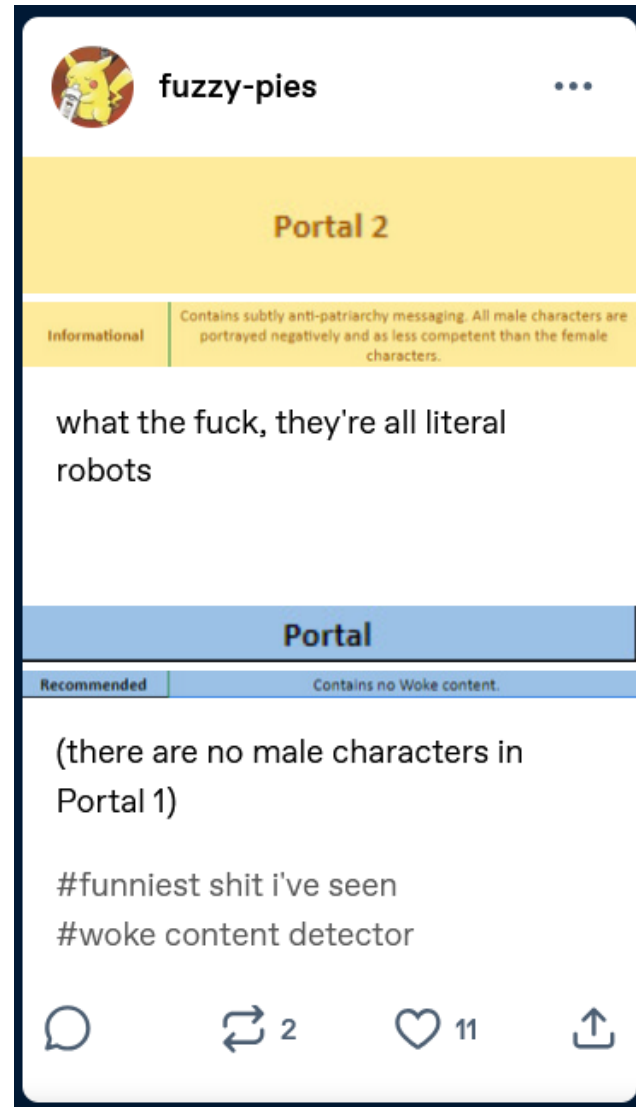 fuzzy-pies
Portal 2
Informational
Contains subtly anti-patriarchy messaging. All male characters are
portrayed negatively and as less competent than the female
characters.
what the fuck, they're all literal
robots
Portal
Recommended
Contains no Woke content.
(there are no male characters in
Portal 1)
#funniest shit i've seen
#woke content detector
2
11